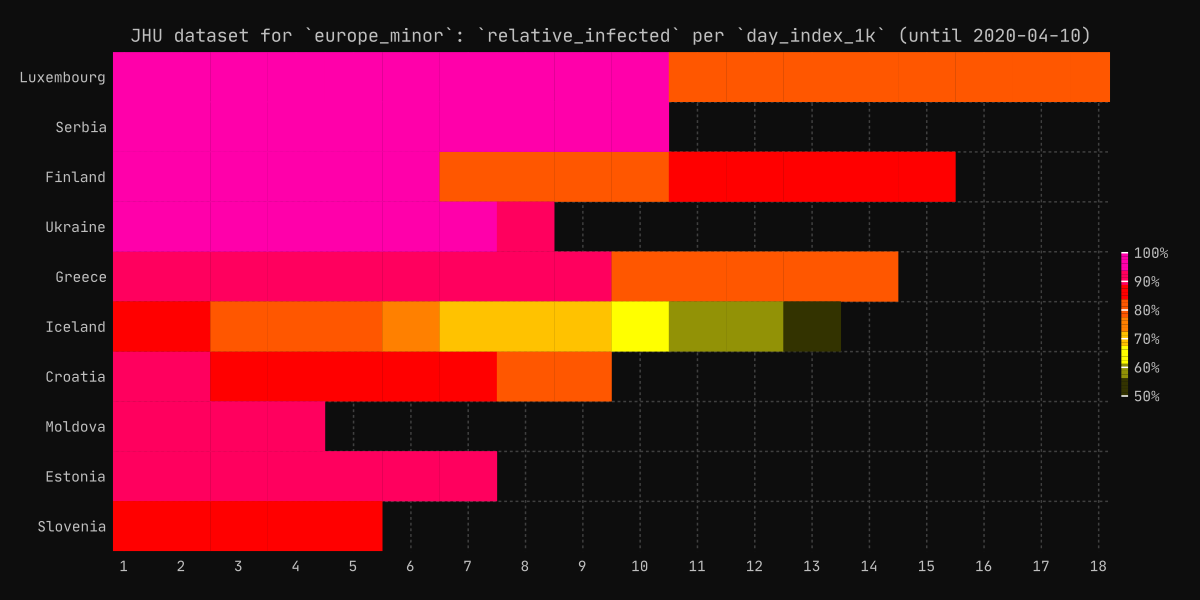 JHU dataset for `europe_minor`: `relative_infected` per `day_index_1k` (until 2020-04-10)
Luxembourg
Serbia
Finland
Ukraine
Greece
Iceland
Croatia
Moldova
Estonia
Slovenia
100%
90%
80%
70%
60%
50%
1 2 3 4 5 6 7 8 9 10 11 12 13 14 15 16 17 18